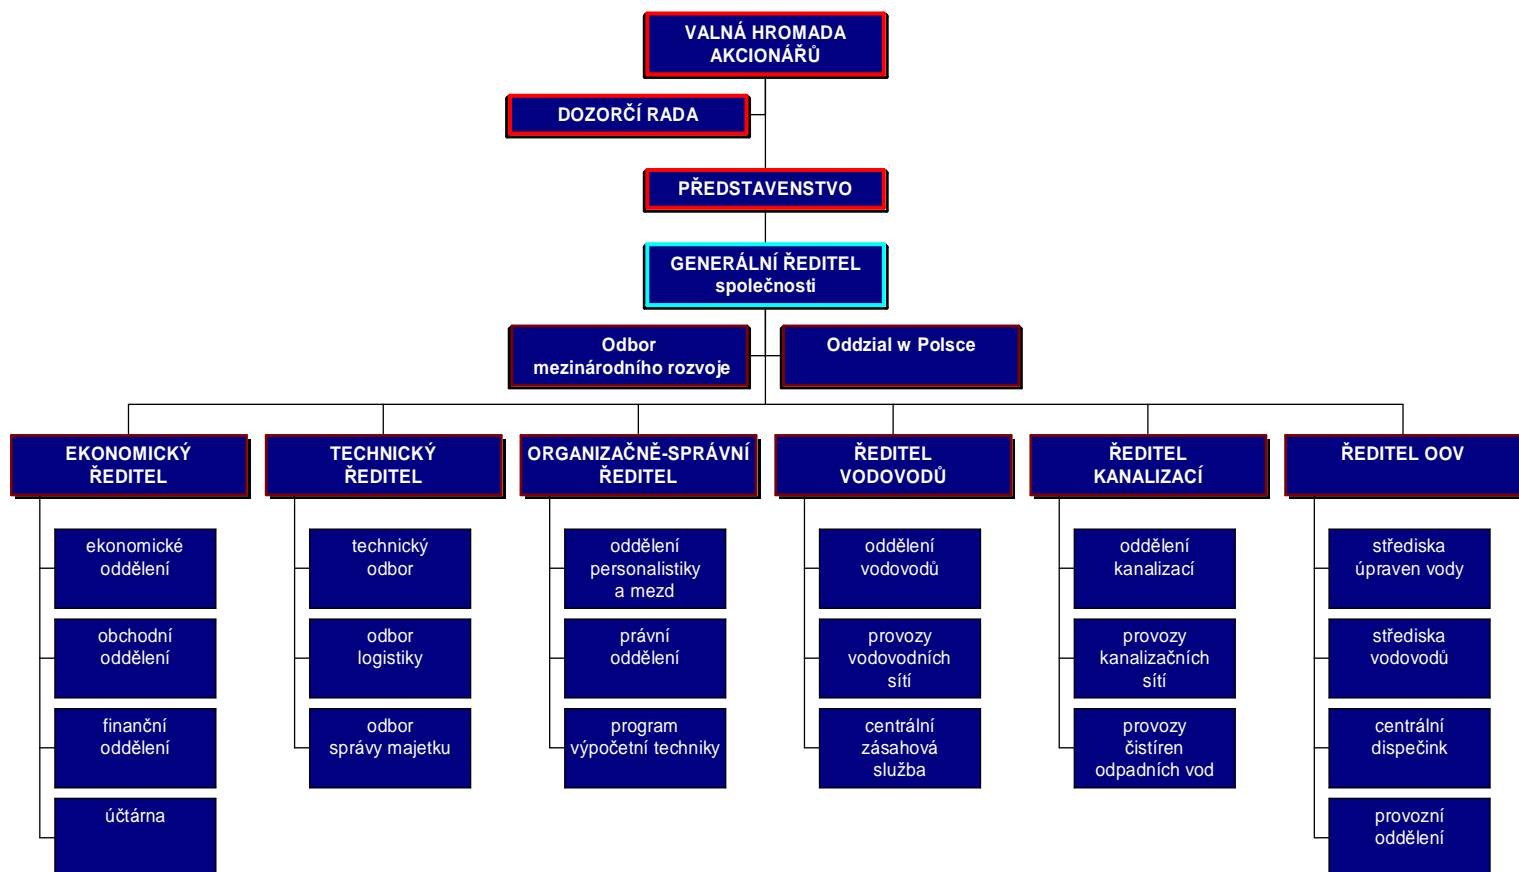 VALNÁ HROMADA
AKCIONÁŘŮ
DOZORČÍ RADA
PŘEDSTAVENSTVO
GENERÁLNÍ ŘEDITEL
společnosti
Odbor
mezinárodního rozvoje
Oddzial w Polsce
EKONOMICKÝ
ŘEDITEL
ekonomické
oddělení
obchodní
oddělení
finanční
oddělení
účtárna
TECHNICKÝ
ŘEDITEL
technický
odbor
odbor
logistiky
odbor
správy majetku
ORGANIZAČNĚ-SPRÁVNÍ
ŘEDITEL
oddělení
personalistiky
a mezd
právní
oddělení
program
výpočetní techniky
ŘEDITEL
VODOVODŮ
oddělení
vodovodů
provozy
vodovodních
sítí
centrální
zásahová
služba
ŘEDITEL
KANALIZACÍ
oddělení
kanalizací
provozy
kanalizačních
sítí
provozy
čistíren
odpadních vod
ŘEDITEL OOV
střediska
úpraven vody
střediska
vodovodů
centrální
dispečink
provozní
oddělení